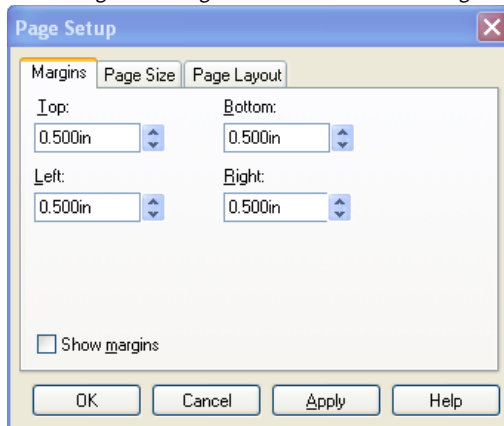 Page Setup
Margins Page Size Page Layout
Top: Bottom:
0.500in 0.500in
Left: Right:
0.500in 0.500in
Show margins
OK Cancel Apply Help